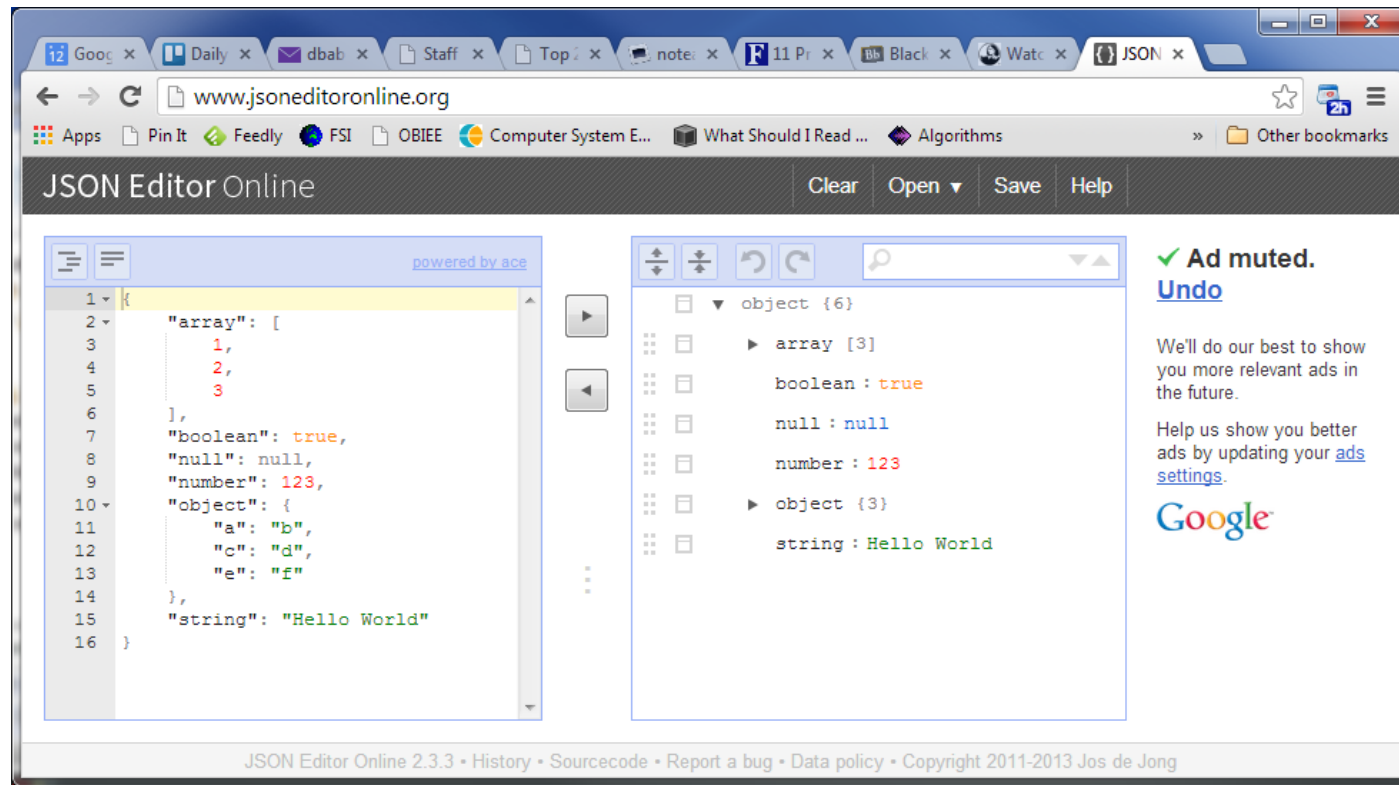 12 Goog
Daily
dbab
Staff
Top 2
notea
F 11 Pr
Bb Black
Watc
{} JSON
www.jsoneditoronline.org
2h
Apps Pin It Feedly FSI OBIEE Computer System E... What Should I Read ... Algorithms » Other bookmarks
JSON Editor Online Clear Open ▼ Save Help
powered by ace
1 {
2 "array": [
3 1,
4 2,
5 3
6 ],
7 "boolean": true,
8 "null": null,
9 "number": 123,
10 "object": {
11 "a": "b",
12 "c": "d",
13 "e": "f"
14 },
15 "string": "Hello World"
16 }
object {6}
array [3]
boolean : true
null : null
number : 123
object {3}
string : Hello World
Ad muted.
Undo
We'll do our best to show
you more relevant ads in
the future.
Help us show you better
ads by updating your ads
settings.
Google
JSON Editor Online 2.3.3 • History • Sourcecode • Report a bug • Data policy • Copyright 2011-2013 Jos de Jong